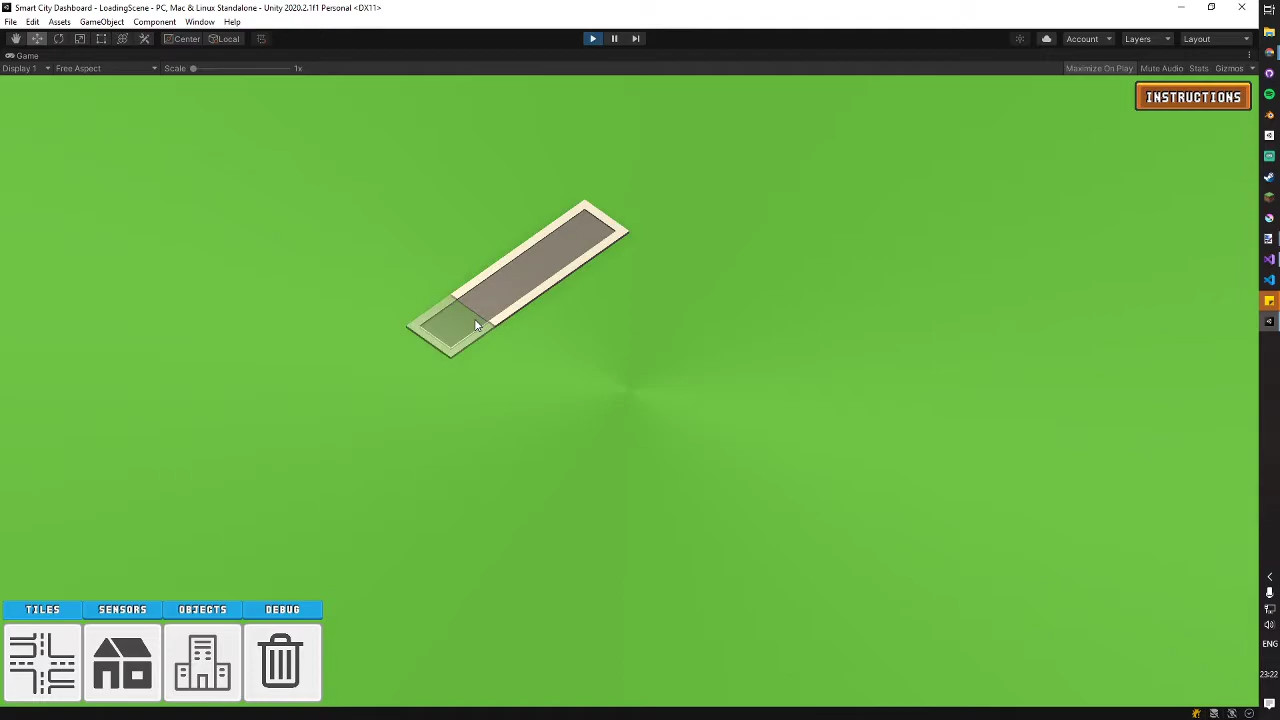 Smart City Dashboard - LoadingScene - PC, Mac & Linux Standalone - Unity 2020.2.1f1 Personal <DX11>
File Edit Assets GameObject Component Window Help
Center Local Account Layers Layout
Game
Display 1 Free Aspect Scale 1x Maximize On Play Mute Audio Stats Gizmos
INSTRUCTIONS
TILES SENSORS OBJECTS DEBUG
ENG
23:22